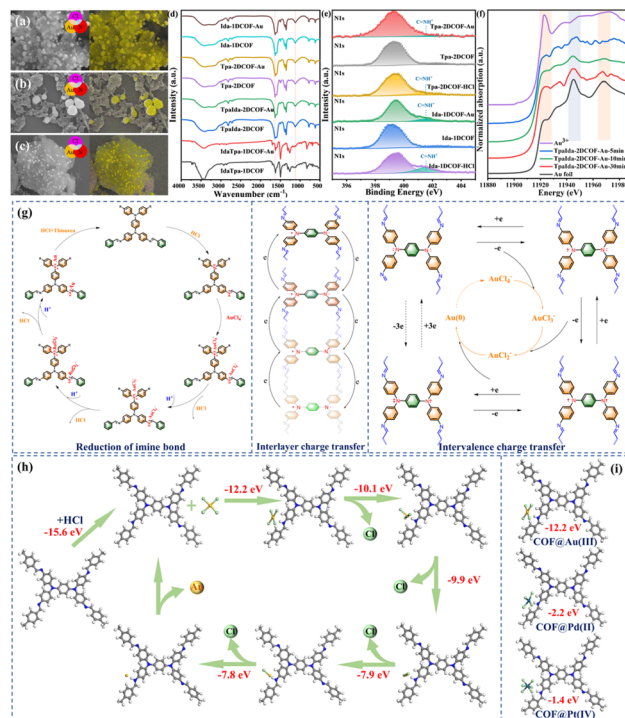 (a)
Cl
Au
N
(b)
Cl
Au
N
(c)
Cl
Au
N
(d)
Ida-1DCOF-Au
Ida-1DCOF
Tpa-2DCOF-Au
Tpa-2DCOF
TpaIda-2DCOF-Au
TpaIda-2DCOF
IdaTpa-1DCOF-Au
IdaTpa-1DCOF
Intensity (a.u.)
4000 3500 3000 2500 2000 1500 1000 500
Wavenumber (cm⁻¹)
(e)
N1s C=NH⁺ Tpa-2DCOF-Au
N1s Tpa-2DCOF
N1s C=NH⁺ Tpa-2DCOF-HCl
N1s C=NH⁺ Ida-1DCOF-Au
N1s Ida-1DCOF
N1s C=NH⁺ Ida-1DCOF-HCl
Intensity (a.u.)
396 398 400 402 404
Binding Energy (eV)
(f)
Au³⁺
TpaIda-2DCOF-Au-5min
TpaIda-2DCOF-Au-10min
TpaIda-2DCOF-Au-30min
Au foil
Normalized absorption (a.u.)
11880 11920 11960
Energy (eV)
(g)
HCl+Thiourea
HCl
AuCl₄⁻
HCl
H⁺
HCl
H⁺
HCl
H⁺
Reduction of imine bond
e e
e e
e e
Interlayer charge transfer
+e
-e
AuCl₄⁻
Au(0) AuCl₃⁻
AuCl₂⁻
-3e +3e
-e +e
+e
-e
Intervalence charge transfer
(h)
+HCl
-15.6 eV
+
-12.2 eV
-10.1 eV
Cl
-9.9 eV
Cl
-7.9 eV
Cl
-7.8 eV
Cl
Au
(i)
-12.2 eV
COF@Au(III)
-2.2 eV
COF@Pd(II)
-1.4 eV
COF@Pt(IV)